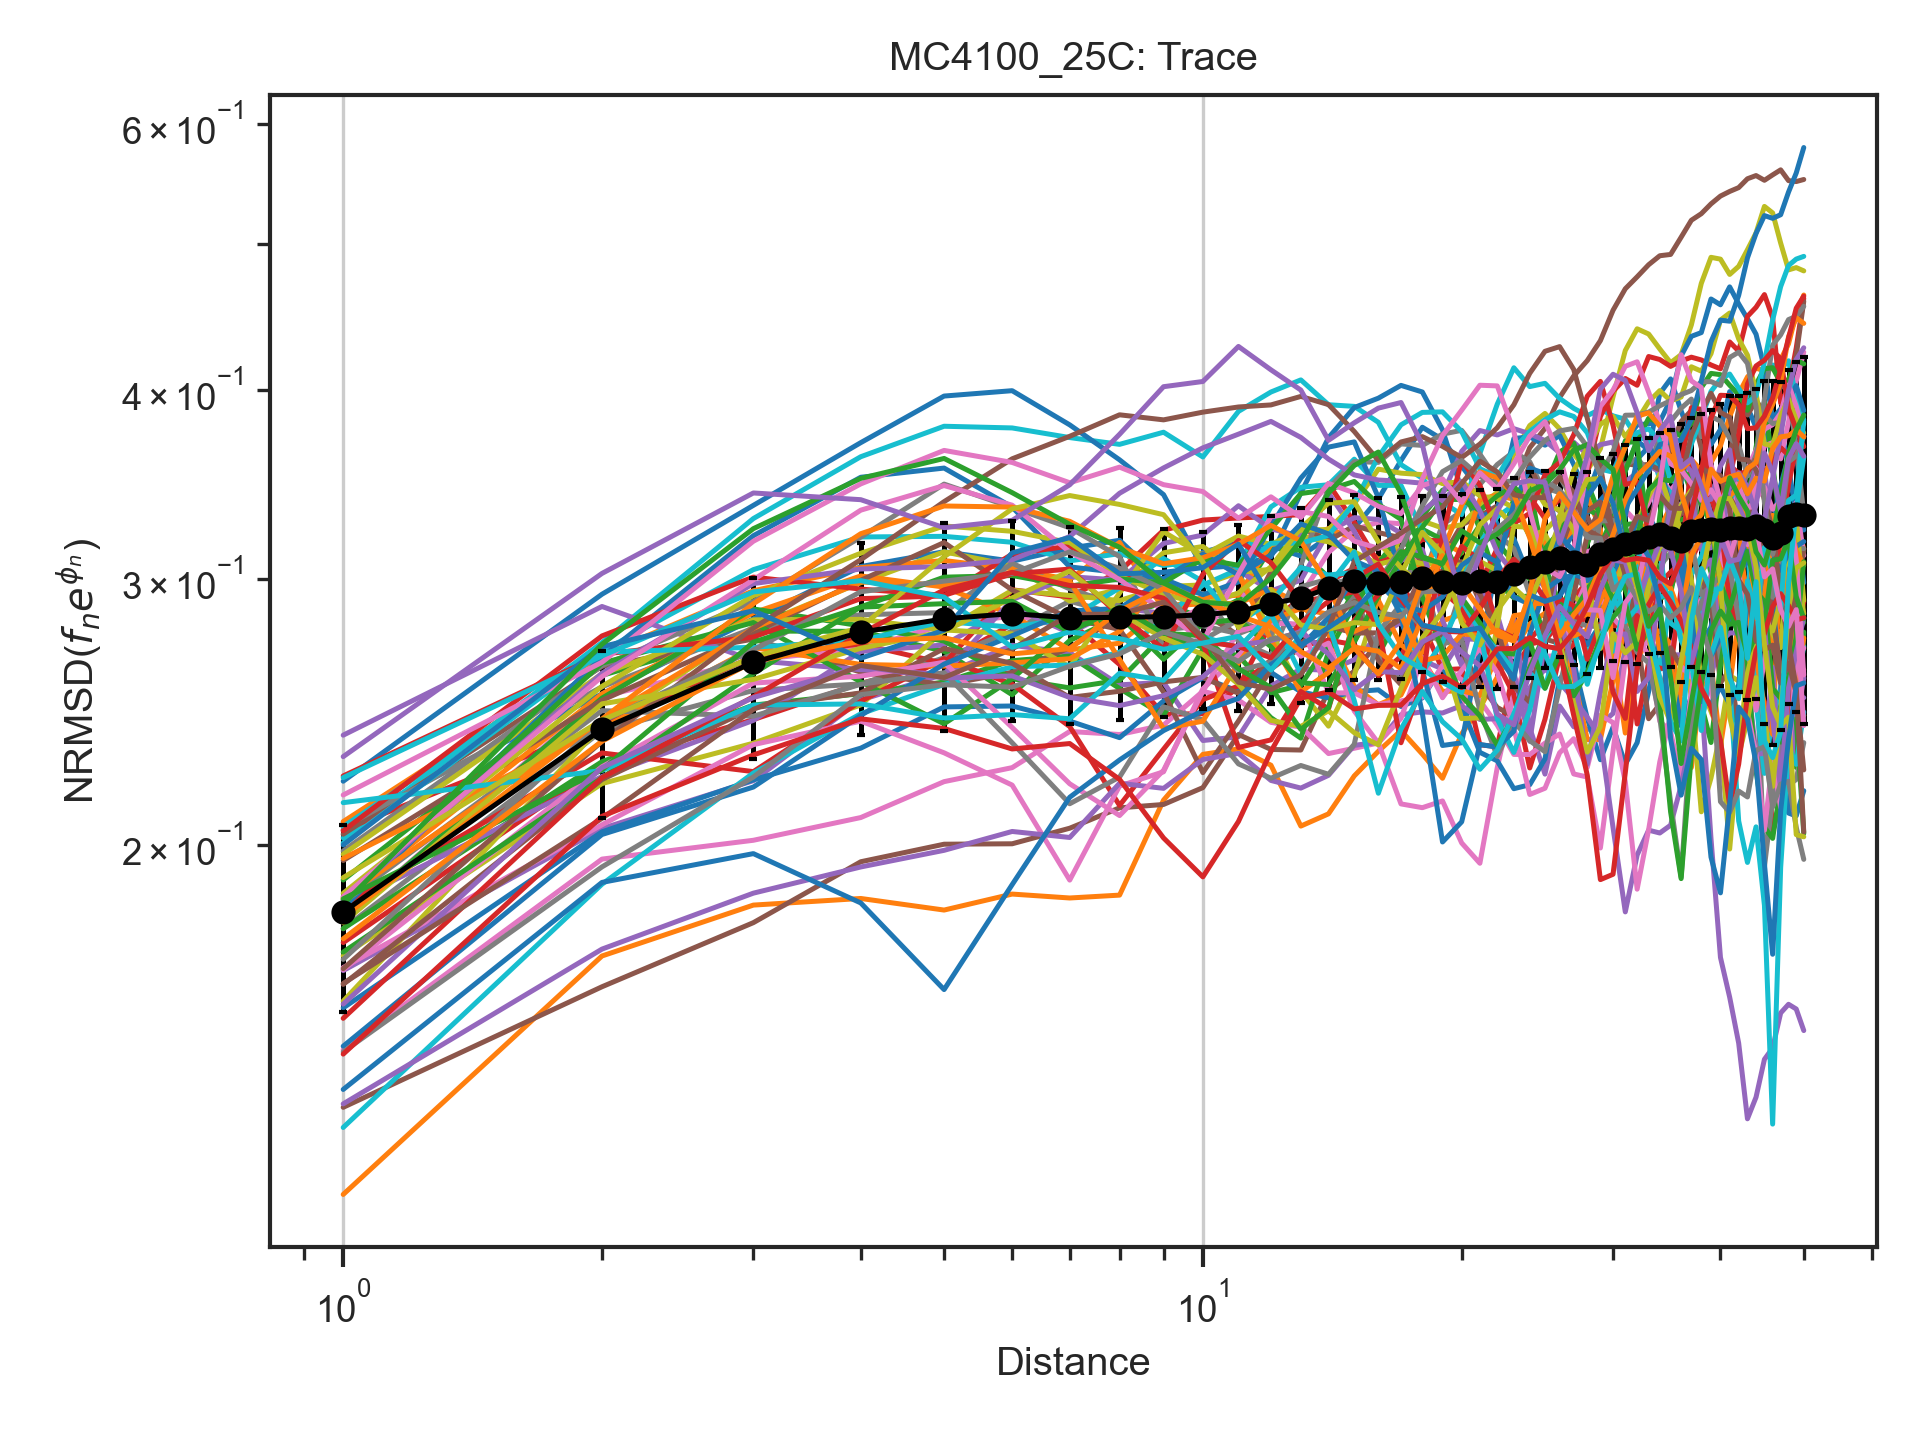 MC4100_25C: Trace
6 × 10⁻¹
4 × 10⁻¹
3 × 10⁻¹
2 × 10⁻¹
NRMSD(fₙe^ϕₙ)
10⁰
10¹
Distance